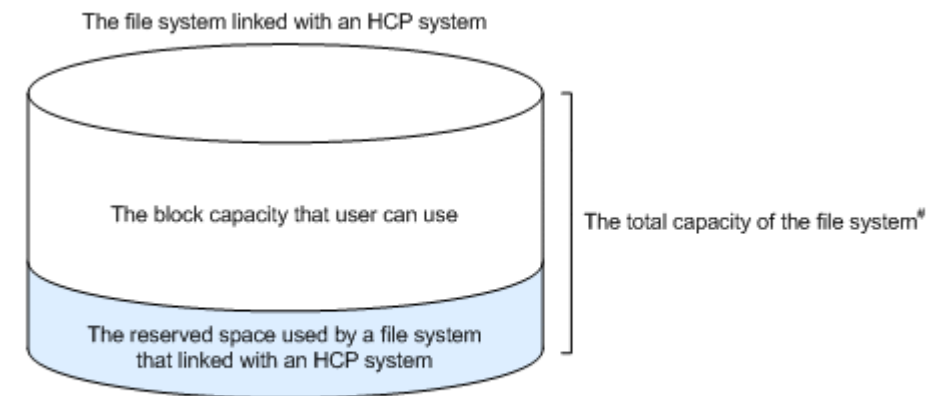 The file system linked with an HCP system
The block capacity that user can use
The total capacity of the file system#
The reserved space used by a file system
that linked with an HCP system